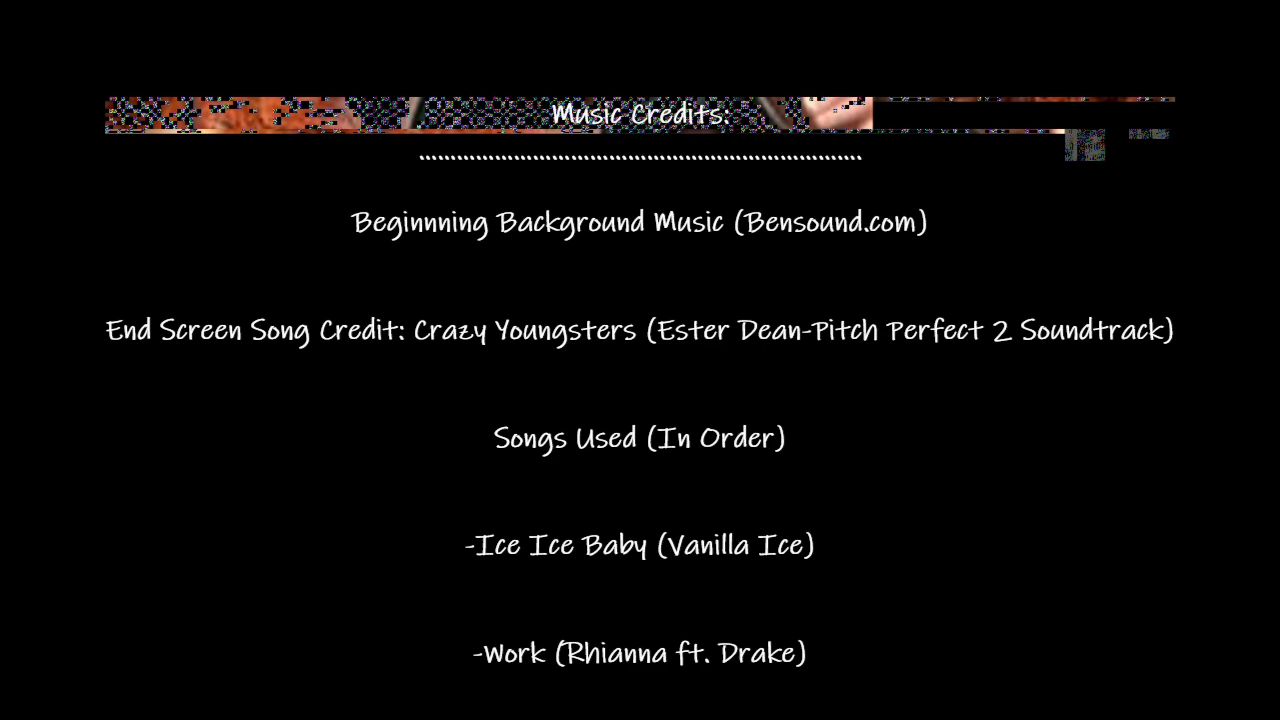 Music Credits:
Beginnning Background Music (Bensound.com)
End Screen Song Credit: Crazy Youngsters (Ester Dean-Pitch Perfect 2 Soundtrack)
Songs Used (In Order)
-Ice Ice Baby (Vanilla Ice)
-Work (Rhianna ft. Drake)